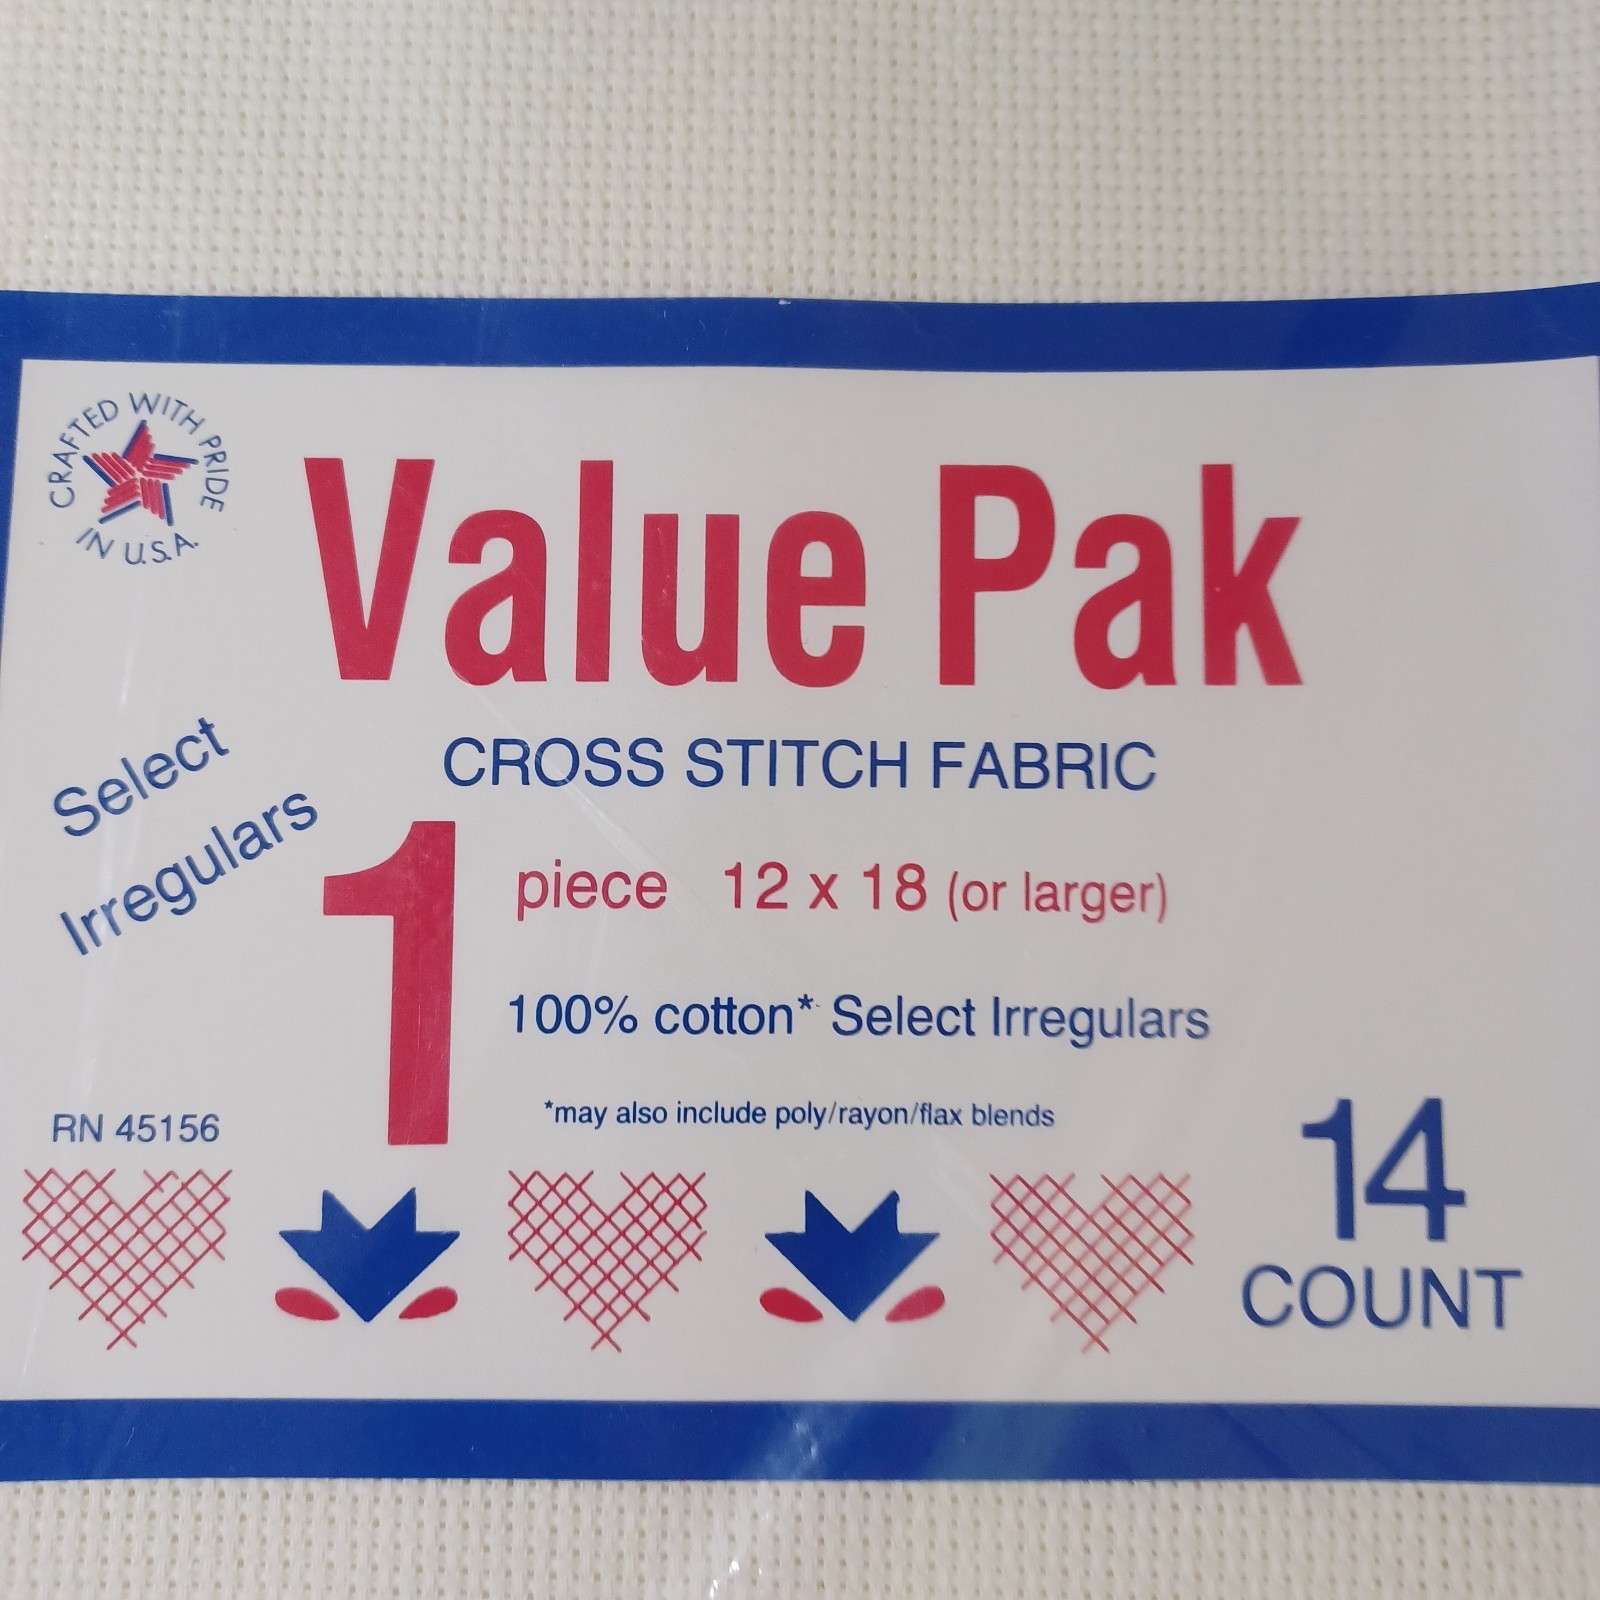 CRAFTED WITH PRIDE
IN U.S.A.
Value Pak
CROSS STITCH FABRIC
Select
Irregulars
1
piece 12 x 18 (or larger)
100% cotton* Select Irregulars
*may also include poly/rayon/flax blends
RN 45156
14
COUNT